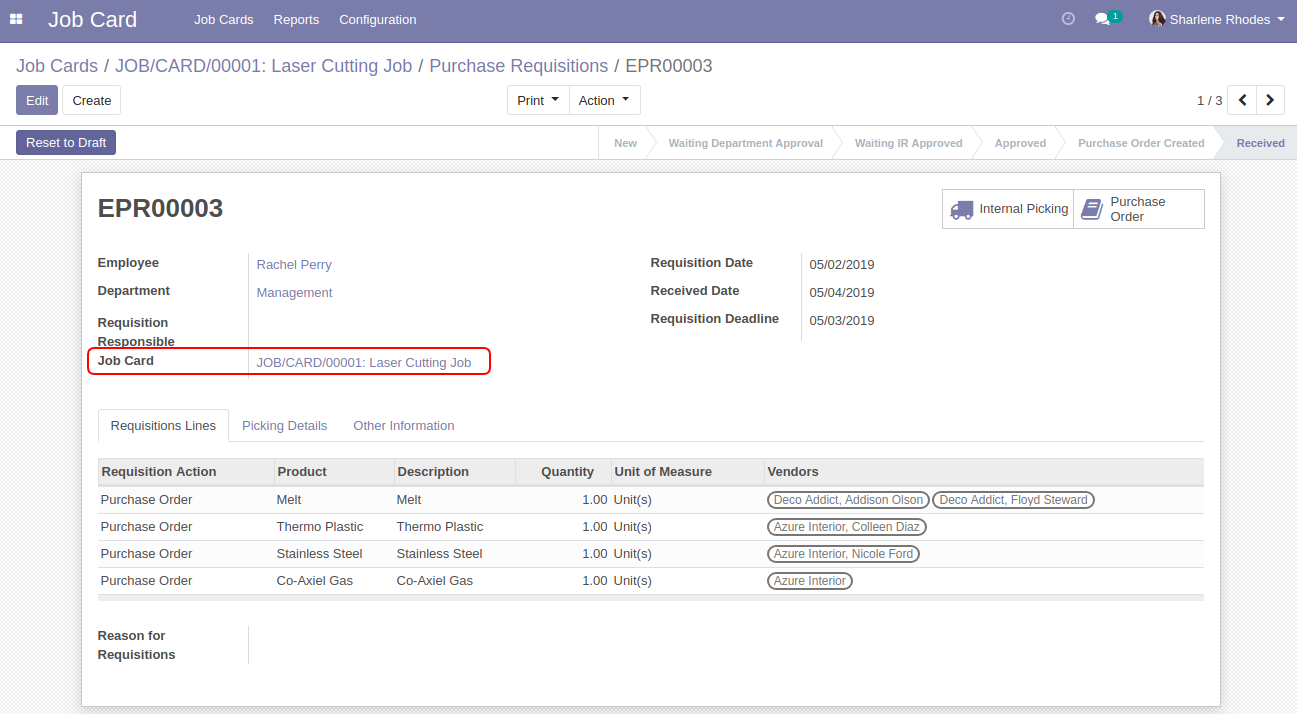 Job Card Job Cards Reports Configuration 1 Sharlene Rhodes
Job Cards / JOB/CARD/00001: Laser Cutting Job / Purchase Requisitions / EPR00003
Edit Create Print Action 1 / 3
Reset to Draft New Waiting Department Approval Waiting IR Approved Approved Purchase Order Created Received
EPR00003
Internal Picking
Purchase
Order
Employee Rachel Perry
Department Management
Requisition
Responsible
Job Card JOB/CARD/00001: Laser Cutting Job
Requisition Date 05/02/2019
Received Date 05/04/2019
Requisition Deadline 05/03/2019
Requisitions Lines Picking Details Other Information
Requisition Action Product Description Quantity Unit of Measure Vendors
Purchase Order Melt Melt 1.00 Unit(s) Deco Addict, Addison Olson Deco Addict, Floyd Steward
Purchase Order Thermo Plastic Thermo Plastic 1.00 Unit(s) Azure Interior, Colleen Diaz
Purchase Order Stainless Steel Stainless Steel 1.00 Unit(s) Azure Interior, Nicole Ford
Purchase Order Co-Axiel Gas Co-Axiel Gas 1.00 Unit(s) Azure Interior
Reason for
Requisitions